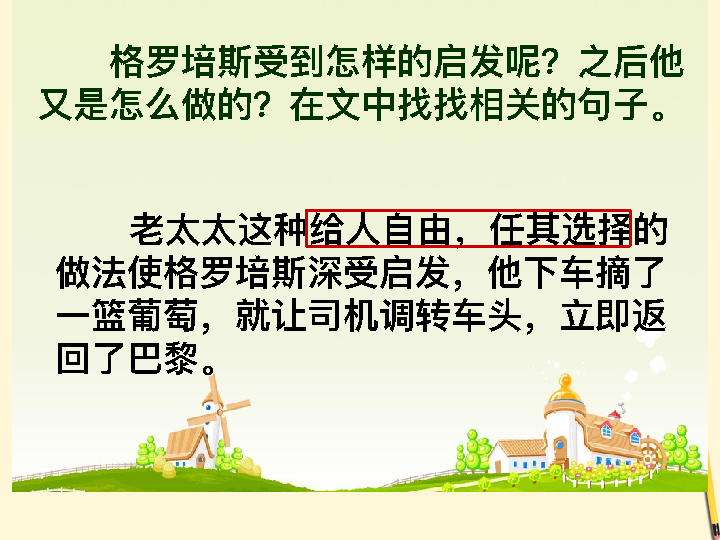 格罗培斯受到怎样的启发呢？之后他
又是怎么做的？在文中找找相关的句子。
老太太这种给人自由，任其选择的
做法使格罗培斯深受启发，他下车摘了
一篮葡萄，就让司机调转车头，立即返
回了巴黎。